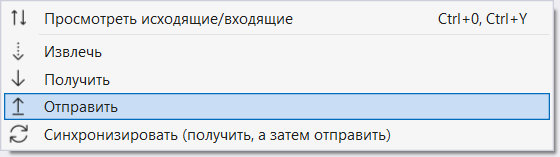 Просмотреть исходящие/входящие Ctrl+0, Ctrl+Y
Извлечь
Получить
Отправить
Синхронизировать (получить, а затем отправить)